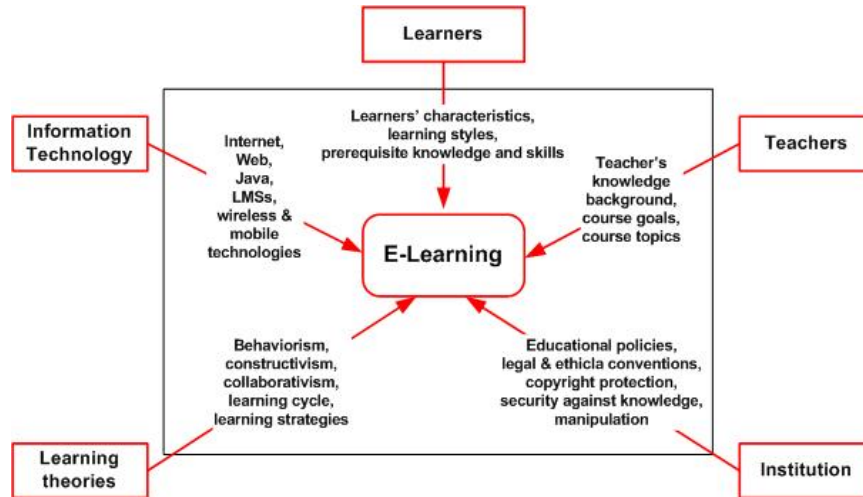 Learners
Information
Technology
Teachers
Learners' characteristics,
learning styles,
prerequisite knowledge and skills
Internet,
Web,
Java,
LMSs,
wireless &
mobile
technologies
Teacher's
knowledge
background,
course goals,
course topics
E-Learning
Behaviorism,
constructivism,
collaborativism,
learning cycle,
learning strategies
Educational policies,
legal & ethicla conventions,
copyright protection,
security against knowledge,
manipulation
Learning
theories
Institution